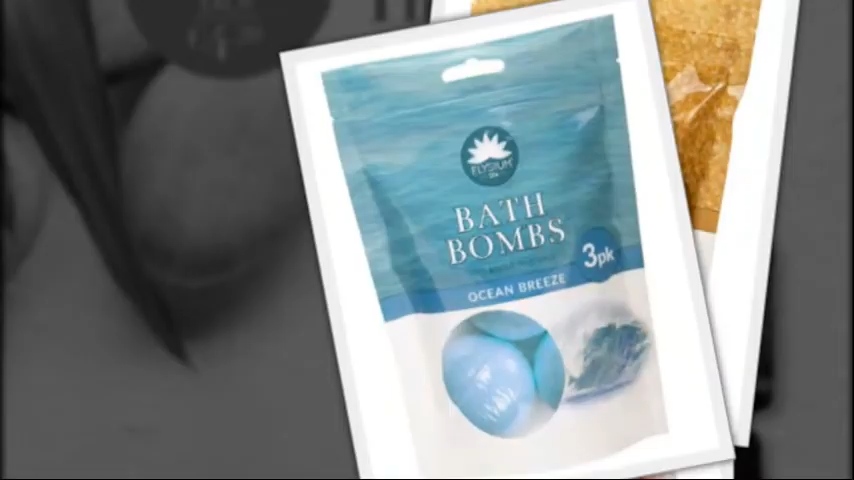 ELYSIUM
SPA
BATH
BOMBS
3pk
OCEAN BREEZE